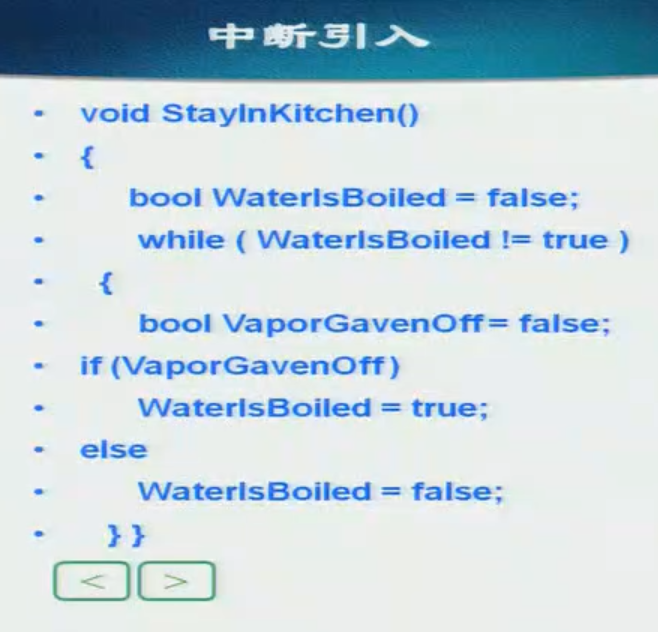 中断引入
• void StayInKitchen()
• {
• bool WaterIsBoiled = false;
• while ( WaterIsBoiled != true )
• {
• bool VaporGavenOff= false;
• if (VaporGavenOff)
• WaterIsBoiled = true;
• else
• WaterIsBoiled = false;
• } }
< >